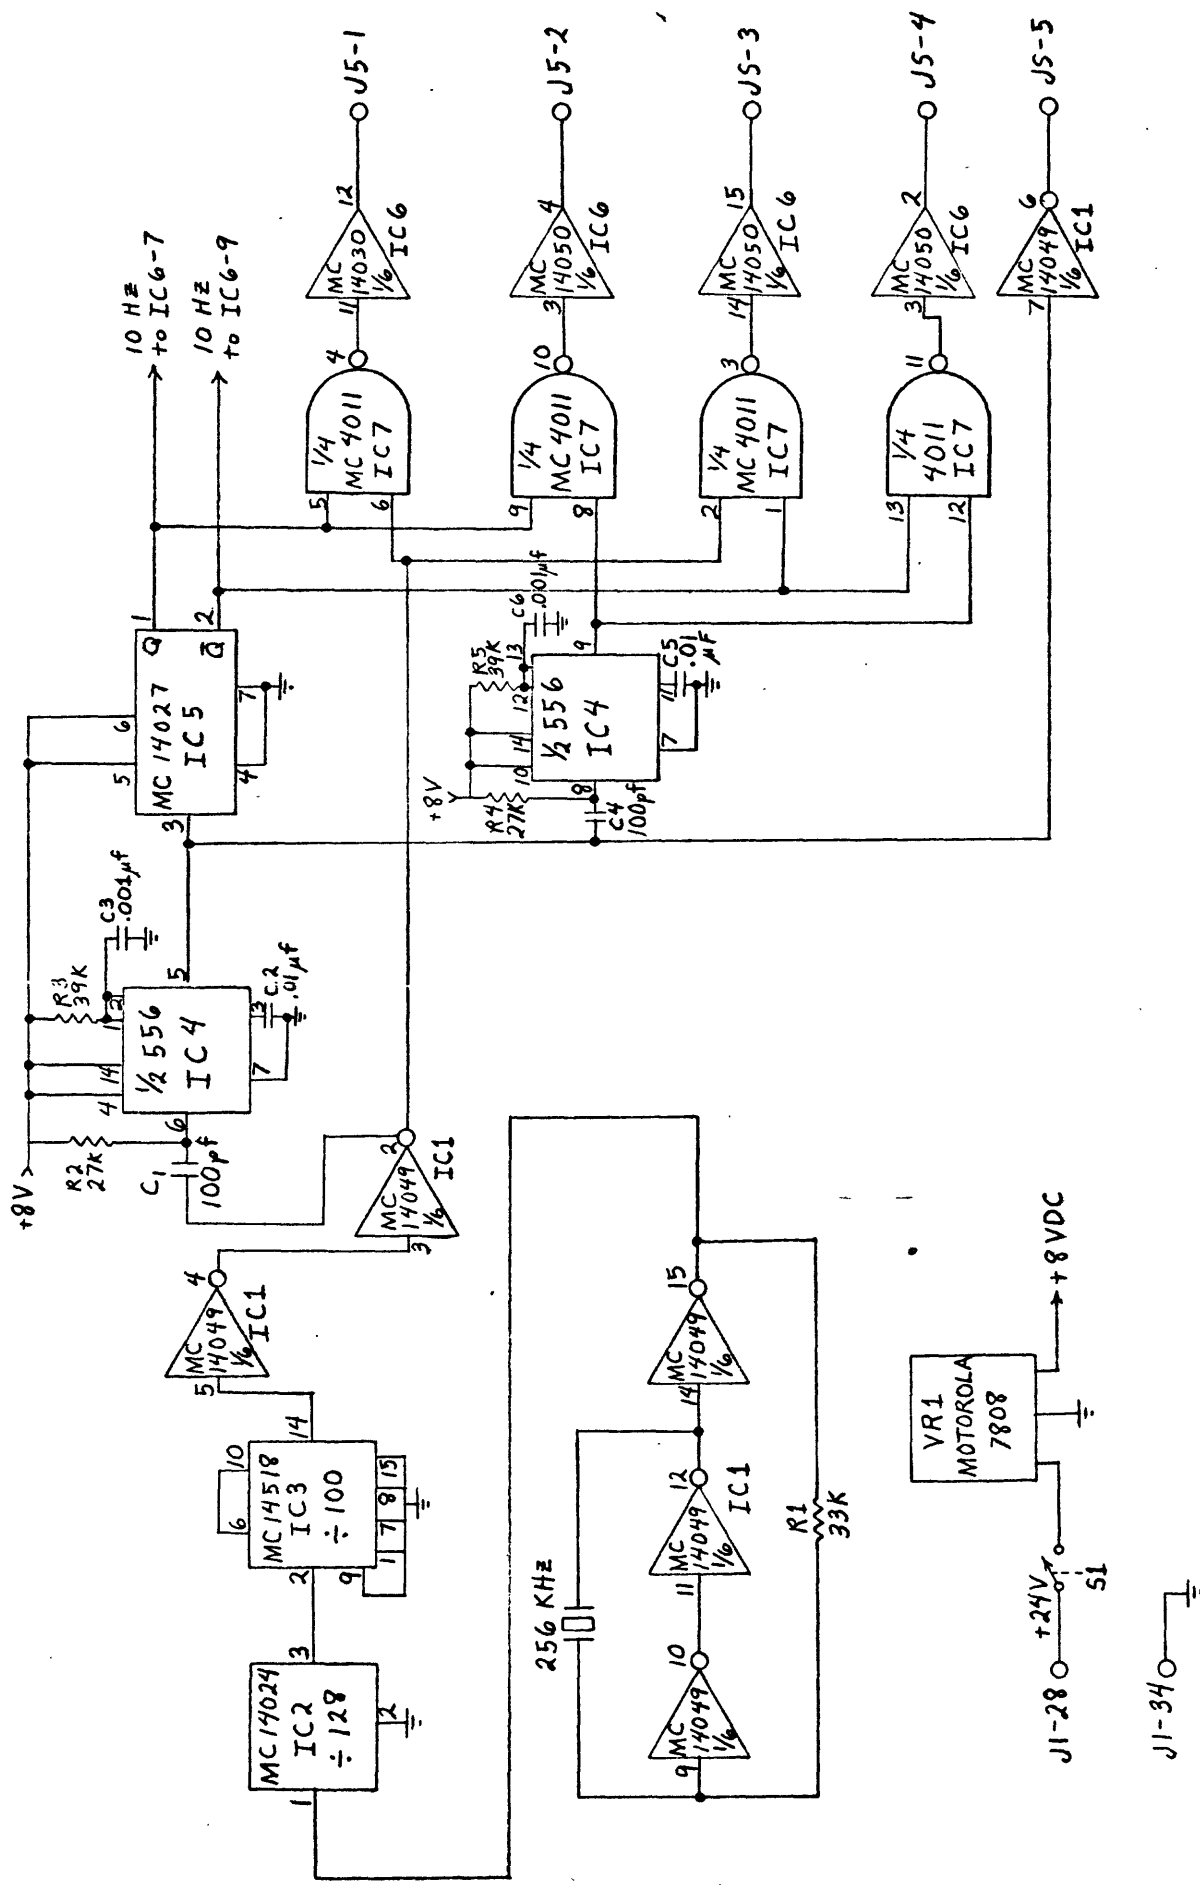 +8V
R2
27K
C1
100pf
6
4
14
1
2
1/2 556
IC4
7
3
5
R3
39K
C3
.001µf
C2
.01µf
3
5
6
MC 14027
IC5
4
7
Q
Q̄
1
2
10 Hz
to IC6-7
10 Hz
to IC6-9
5
6
1/4
MC 4011
IC7
4
11
MC
14030
1/6
IC6
12
J5-1
9
8
1/4
MC 4011
IC7
10
3
MC
14050
1/6
IC6
4
J5-2
2
1
1/4
MC 4011
IC7
3
14
MC
14050
1/6
IC6
15
J5-3
13
12
1/4
4011
IC7
11
3
MC
14050
1/6
IC6
2
J5-4
7
MC
14049
1/6
IC1
6
J5-5
+8V
R4
27K
C4
100pf
8
10
14
12
13
1/2 556
IC4
7
11
9
R5
39K
C6
.001µf
C5
.01
µF
1
MC14024
IC2
÷128
2
3
2
9
6
10
MC14518
IC3
÷100
1
7
8
15
14
5
MC
14049
1/6
IC1
4
3
MC
14049
1/6
IC1
2
256 KHz
9
MC
14049
1/6
10
11
MC
14049
1/6
12
IC1
14
MC
14049
1/6
15
R1
33K
J1-28
+24V
S1
VR1
MOTOROLA
7808
+8VDC
J1-34